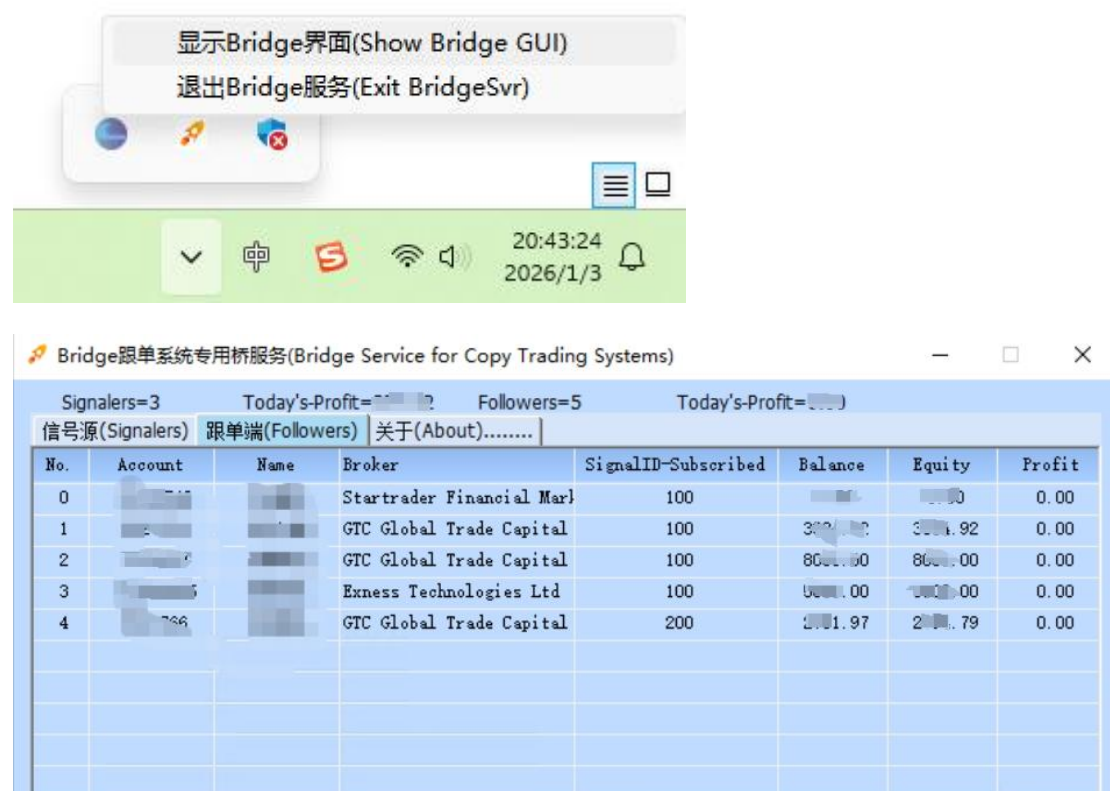 显示Bridge界面(Show Bridge GUI)
退出Bridge服务(Exit BridgeSvr)
中
20:43:24
2026/1/3
Bridge跟单系统专用桥服务(Bridge Service for Copy Trading Systems)
Signalers=3 Today's-Profit= Followers=5 Today's-Profit=
信号源(Signalers) 跟单端(Followers) 关于(About)........
No. Account Name Broker SignalID-Subscribed Balance Equity Profit
0 Startrader Financial 100 0.00
1 GTC Global Trade Capital 100 0.00
2 GTC Global Trade Capital 100 0.00
3 Exness Technologies Ltd 100 0.00
4 GTC Global Trade Capital 200 0.00